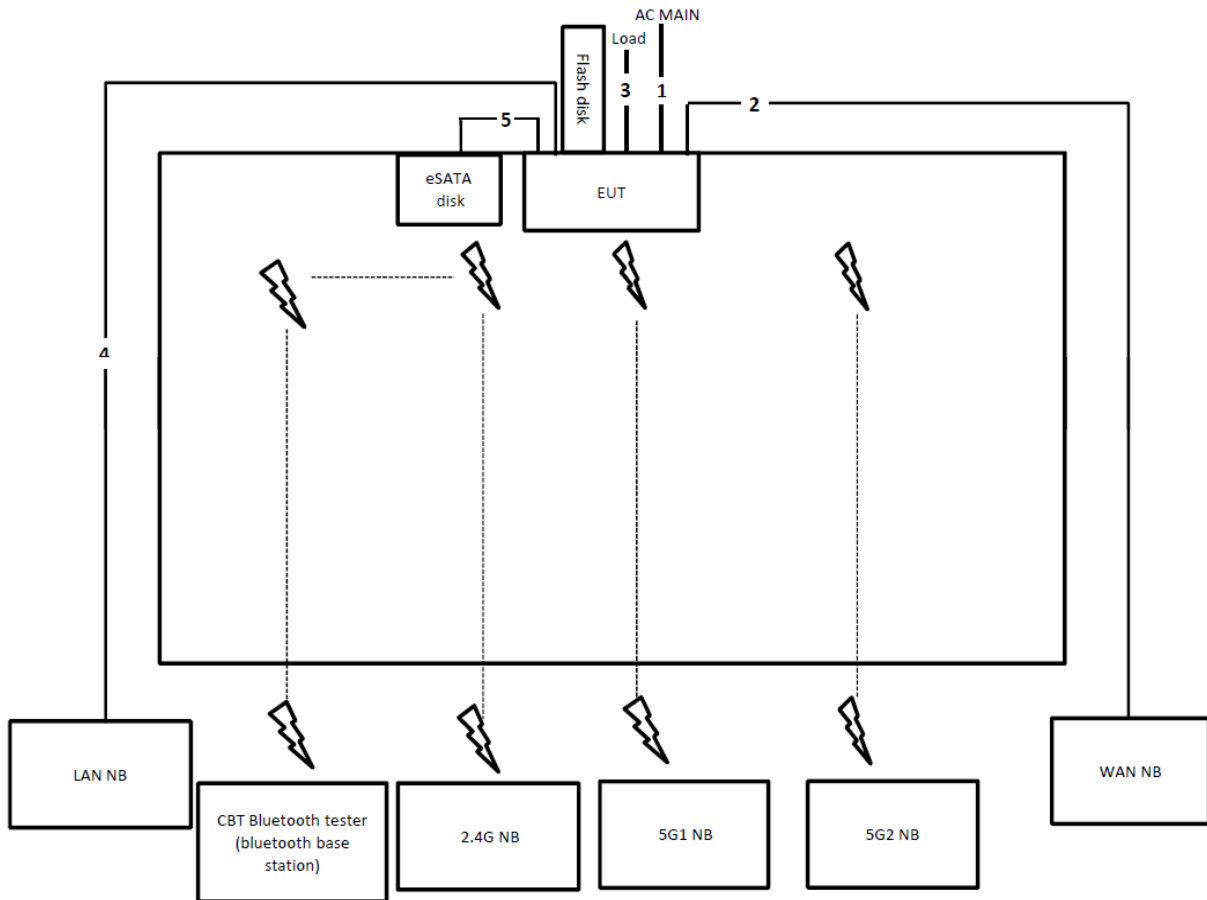 AC MAIN
Load
Flash disk
3
1
2
5
eSATA
disk
EUT
4
LAN NB
WAN NB
CBT Bluetooth tester
(bluetooth base
station)
2.4G NB
5G1 NB
5G2 NB